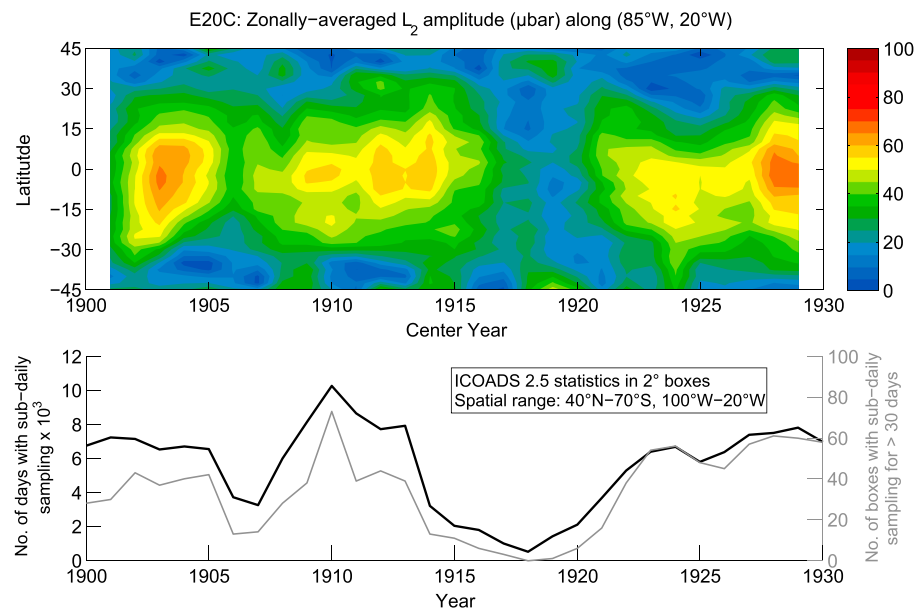 E20C: Zonally−averaged L2 amplitude (μbar) along (85°W, 20°W)
45
30
15
0
−15
−30
−45
Latitutde
1900 1905 1910 1915 1920 1925 1930
Center Year
100
80
60
40
20
0
12
10
8
6
4
2
0
No. of days with sub−daily
sampling x 10^3
ICOADS 2.5 statistics in 2° boxes
Spatial range: 40°N−70°S, 100°W−20°W
100
80
60
40
20
0
No. of boxes with sub−daily
sampling for > 30 days
1900 1905 1910 1915 1920 1925 1930
Year